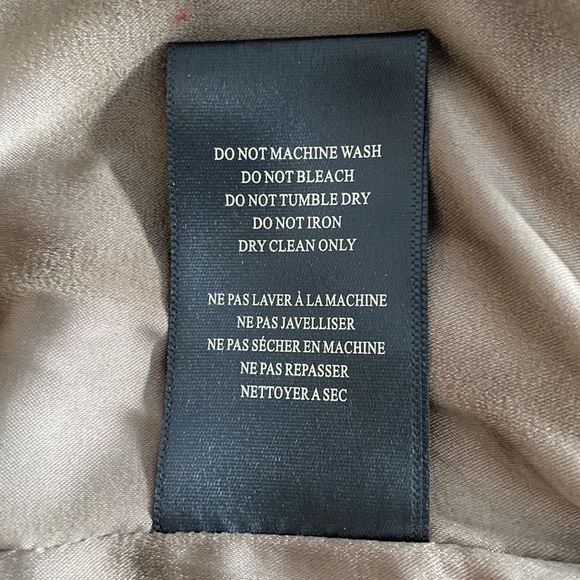 DO NOT MACHINE WASH
DO NOT BLEACH
DO NOT TUMBLE DRY
DO NOT IRON
DRY CLEAN ONLY
NE PAS LAVER À LA MACHINE
NE PAS JAVELLISER
NE PAS SÉCHER EN MACHINE
NE PAS REPASSER
NETTOYER A SEC